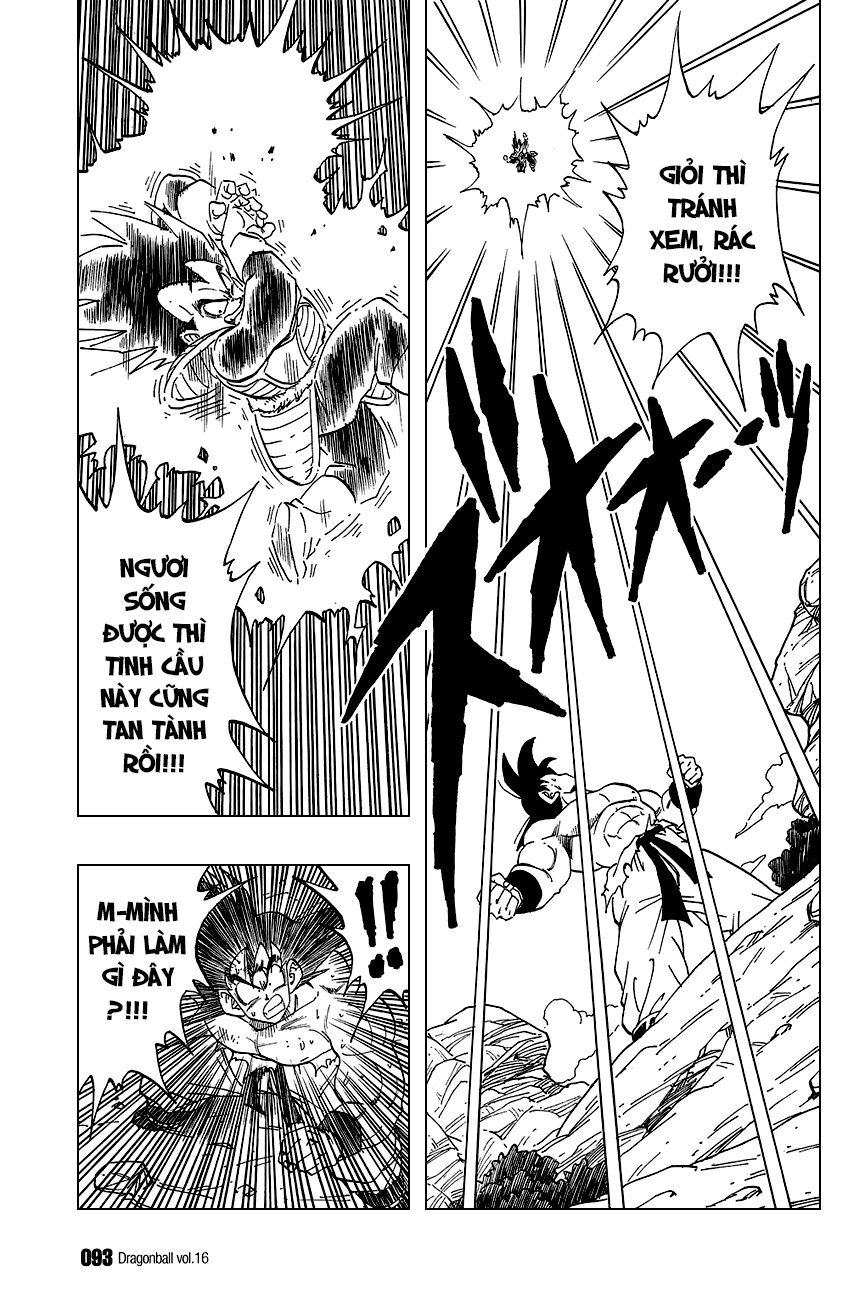 GIỎI THÌ
TRÁNH
XEM, RÁC
RƯỞI!!!
NGƯƠI
SỐNG
ĐƯỢC THÌ
TINH CẦU
NÀY CŨNG
TAN TÀNH
RỒI!!!
!!
M-MÌNH
PHẢI LÀM
GÌ ĐÂY
?!!!
093 Dragonball vol.16